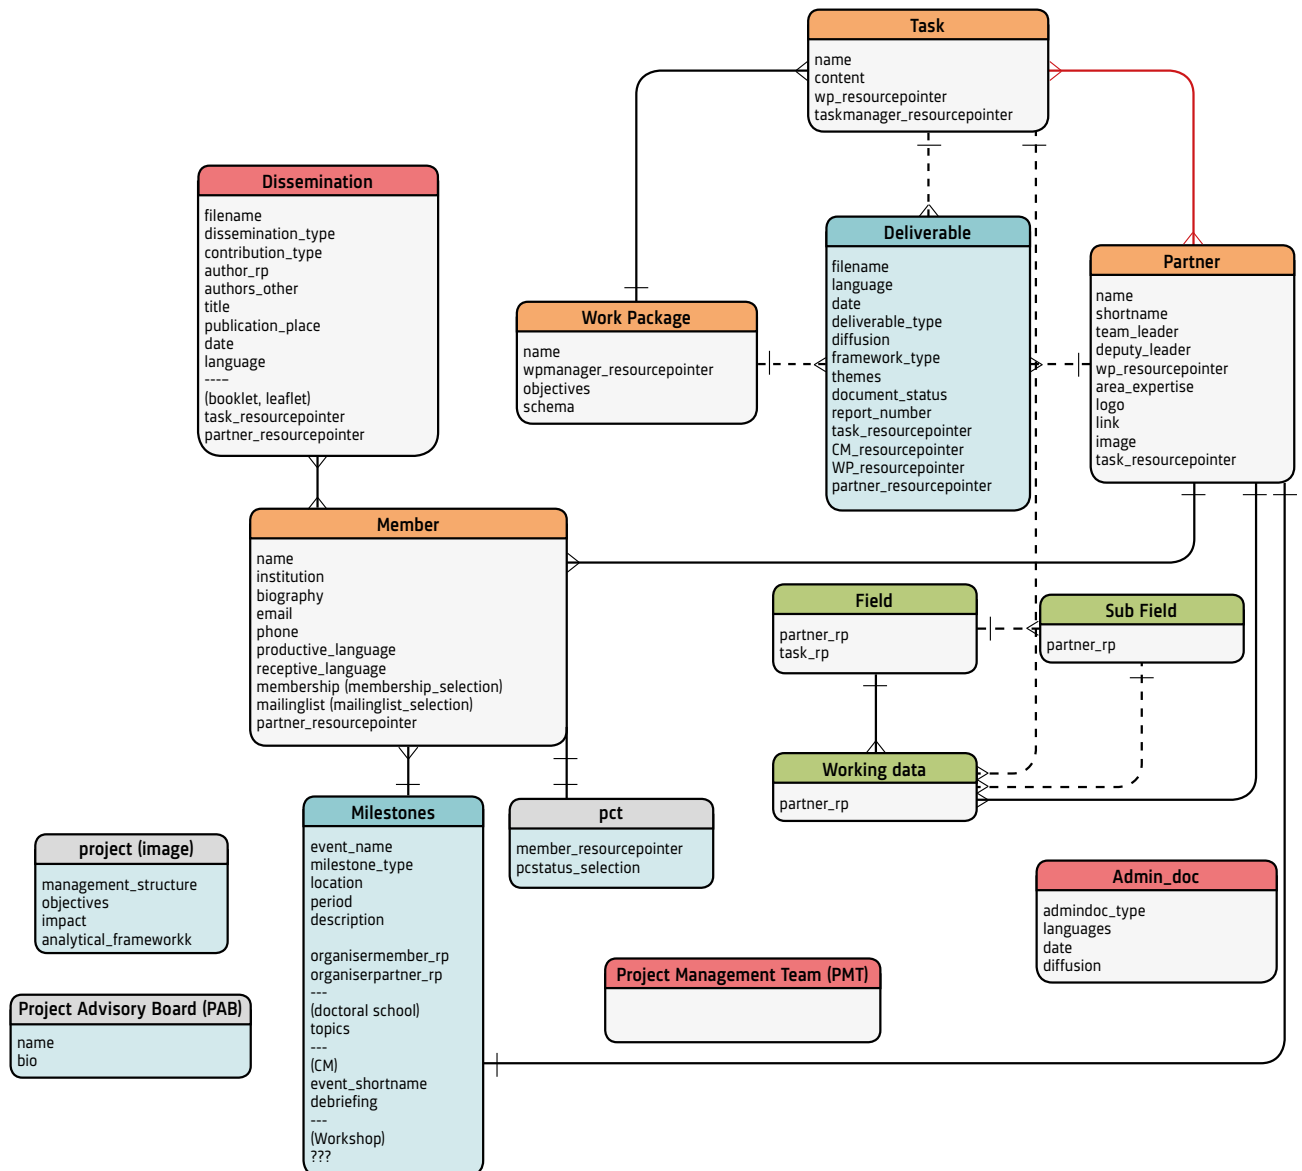 Task
name
content
wp_resourcepointer
taskmanager_resourcepointer
Dissemination
filename
dissemination_type
contribution_type
author_rp
authors_other
title
publication_place
date
language
----
(booklet, leaflet)
task_resourcepointer
partner_resourcepointer
Deliverable
filename
language
date
deliverable_type
diffusion
framework_type
themes
document_status
report_number
task_resourcepointer
CM_resourcepointer
WP_resourcepointer
partner_resourcepointer
Partner
name
shortname
team_leader
deputy_leader
wp_resourcepointer
area_expertise
logo
link
image
task_resourcepointer
Work Package
name
wpmanager_resourcepointer
objectives
schema
Member
name
institution
biography
email
phone
productive_language
receptive_language
membership (membership_selection)
mailinglist (mailinglist_selection)
partner_resourcepointer
Field
partner_rp
task_rp
Sub Field
partner_rp
Working data
partner_rp
Milestones
event_name
milestone_type
location
period
description
organisermember_rp
organiserpartner_rp
---
(doctoral school)
topics
---
(CM)
event_shortname
debriefing
---
(Workshop)
???
pct
member_resourcepointer
pcstatus_selection
project (image)
management_structure
objectives
impact
analytical_frameworkk
Admin_doc
admindoc_type
languages
date
diffusion
Project Management Team (PMT)
Project Advisory Board (PAB)
name
bio